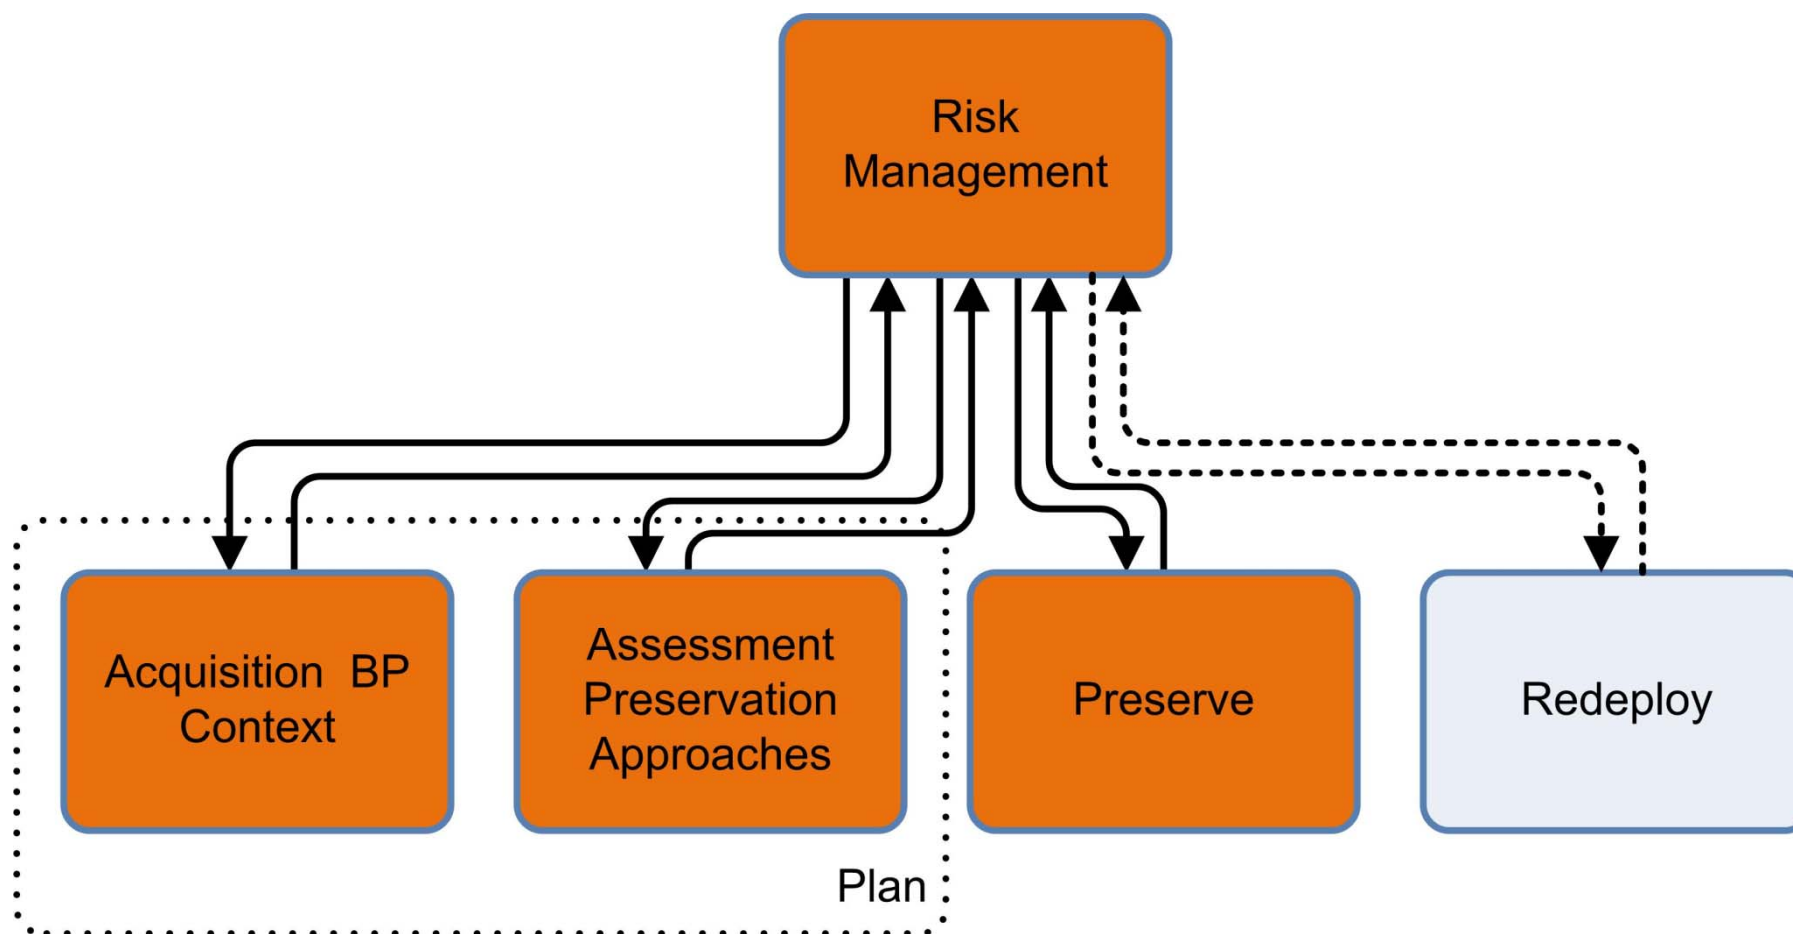 Risk
Management
Acquisition BP
Context
Assessment
Preservation
Approaches
Preserve
Redeploy
Plan